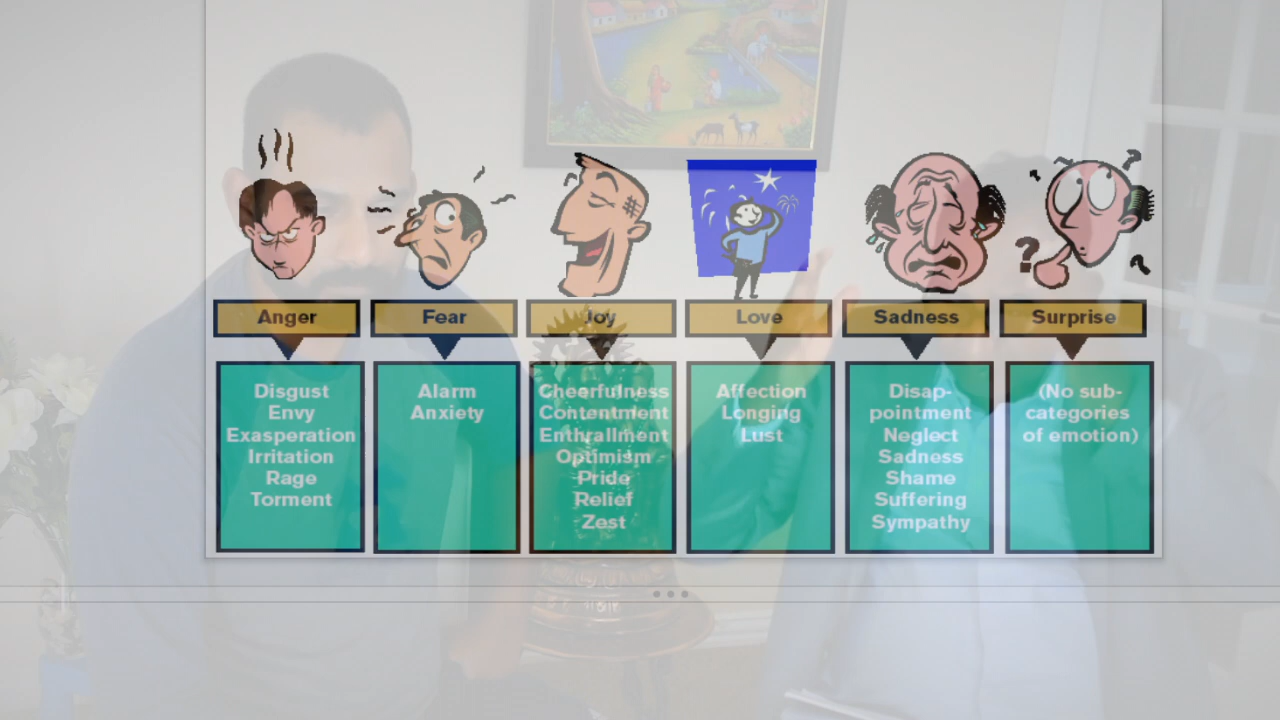 Anger
Fear
Joy
Love
Sadness
Surprise
Disgust
Envy
Exasperation
Irritation
Rage
Torment
Alarm
Anxiety
Cheerfulness
Contentment
Enthrallment
Optimism
Pride
Relief
Zest
Affection
Longing
Lust
Disap-
pointment
Neglect
Sadness
Shame
Suffering
Sympathy
(No sub-
categories
of emotion)